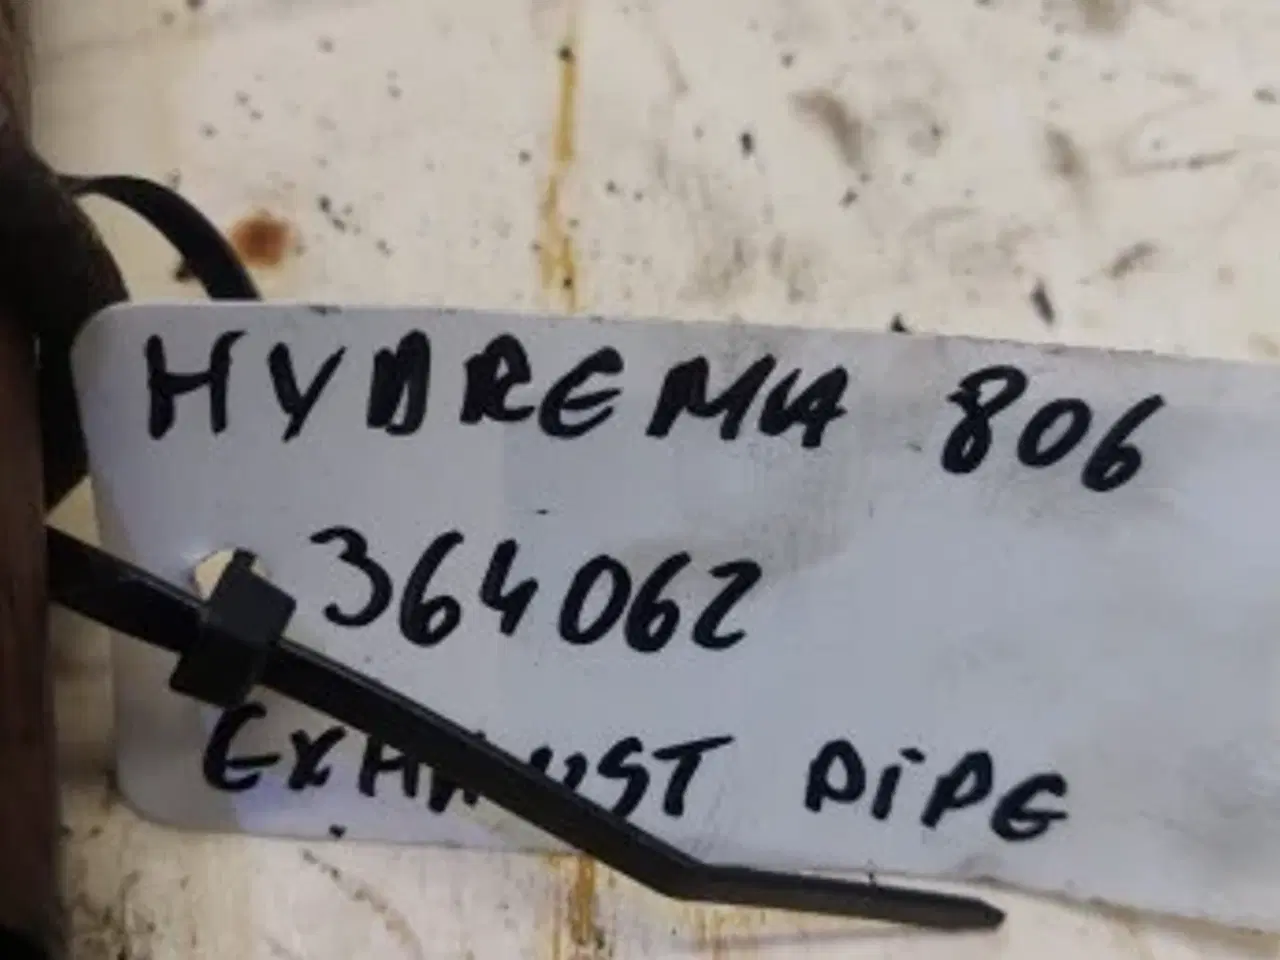 HYDREMA 806
364062
EXHAUST PiPE